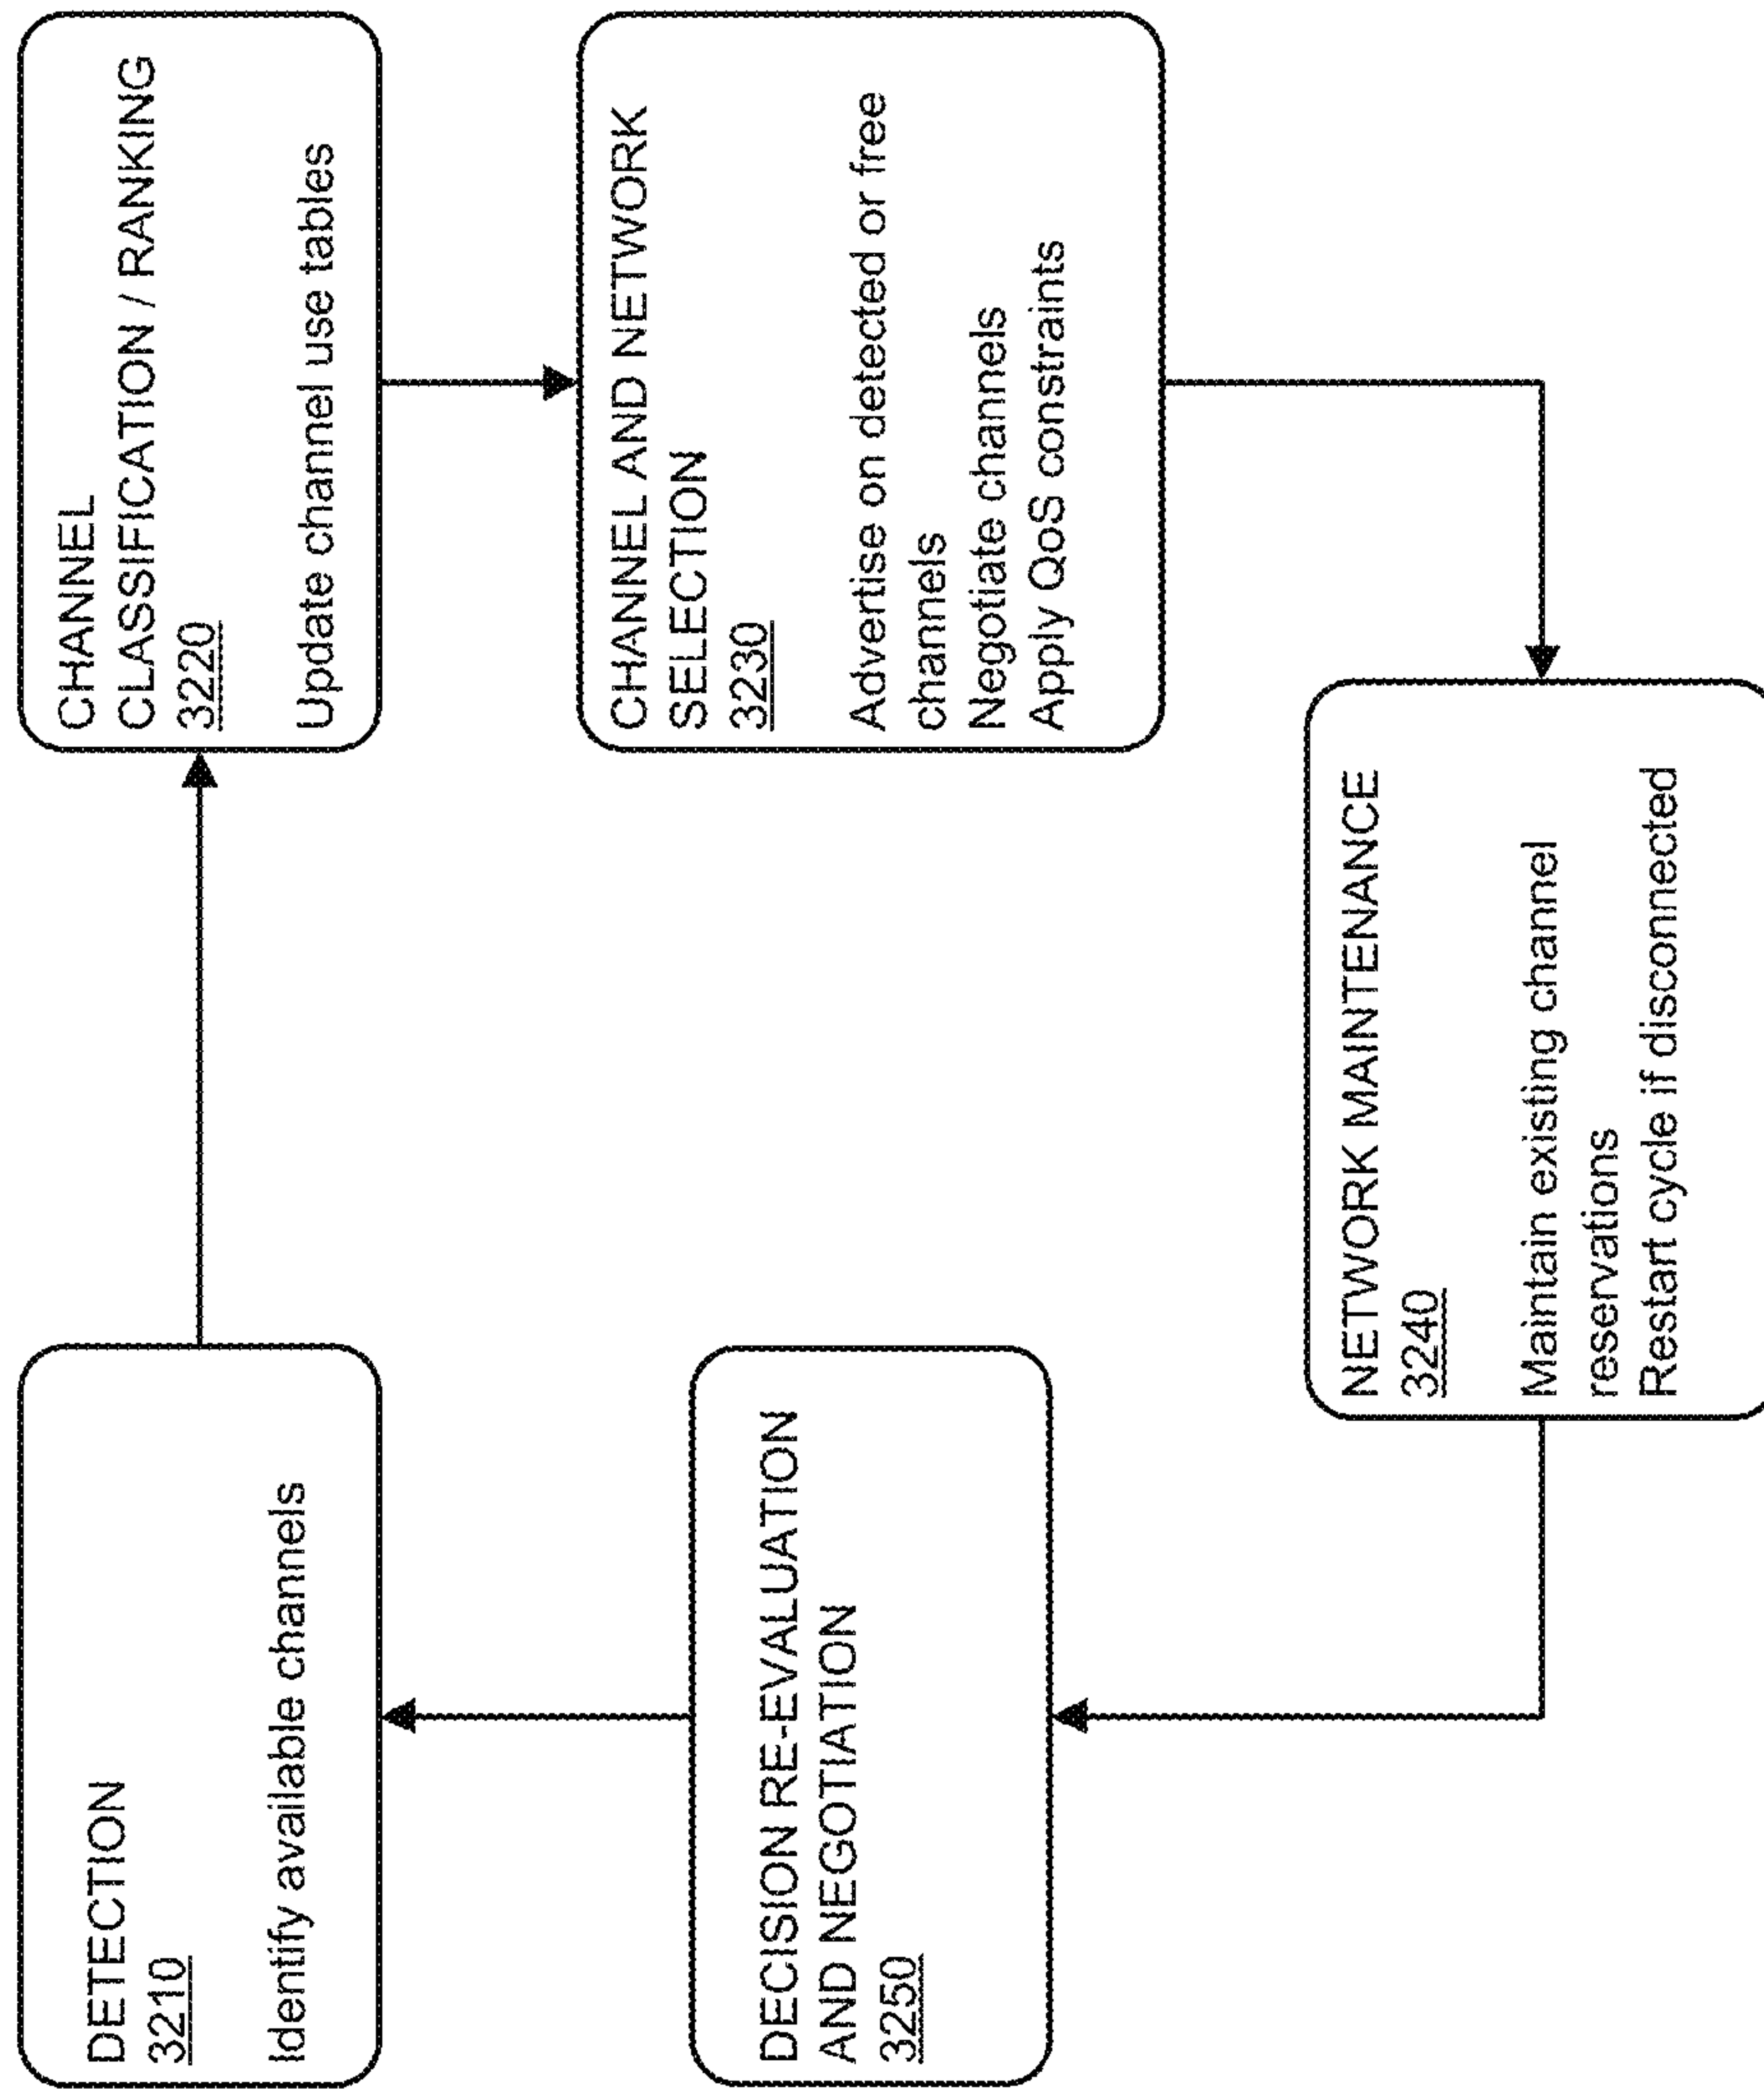 DETECTION
3210
Identify available channels
CHANNEL
CLASSIFICATION / RANKING
3220
Update channel use tables
CHANNEL AND NETWORK
SELECTION
3230
Advertise on detected or free
channels
Negotiate channels
Apply QoS constraints
NETWORK MAINTENANCE
3240
Maintain existing channel
reservations
Restart cycle if disconnected
DECISION RE-EVALUATION
AND NEGOTIATION
3250